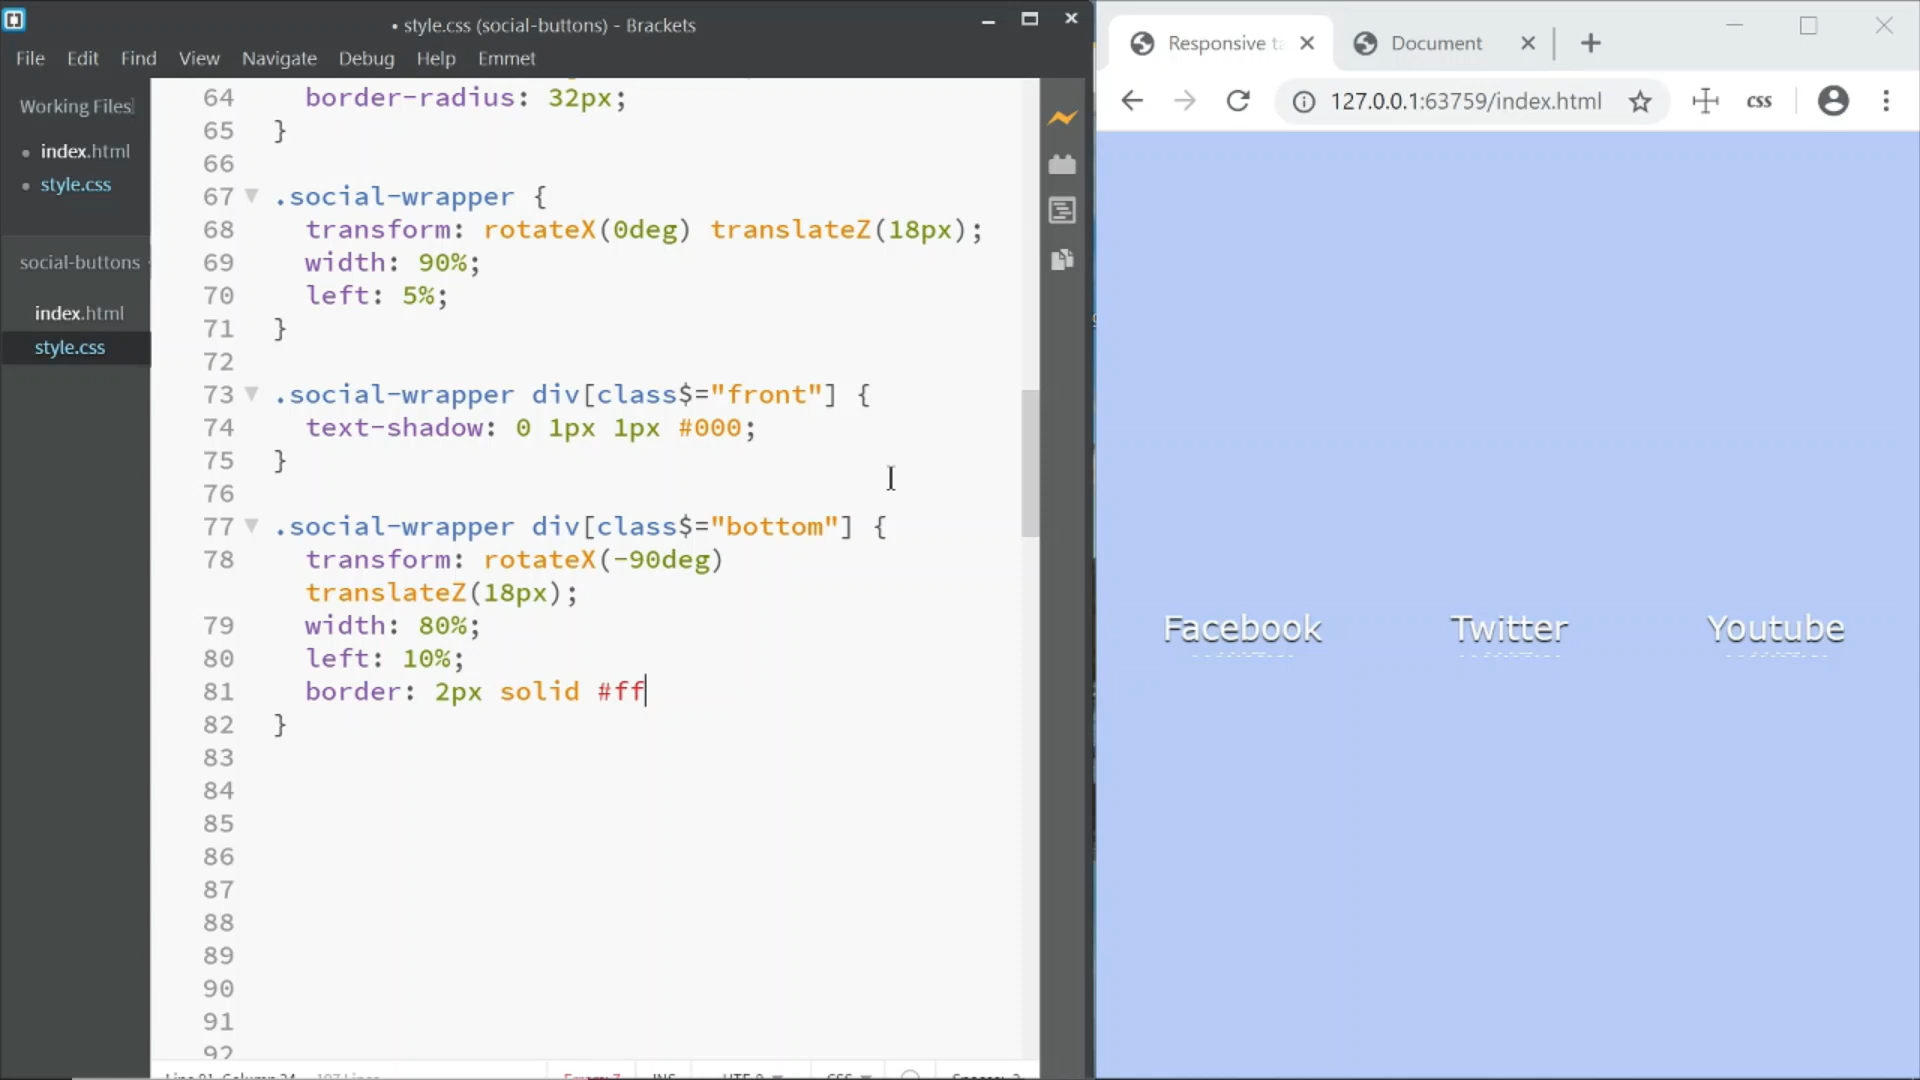 • style.css (social-buttons) - Brackets
File Edit Find View Navigate Debug Help Emmet
Working Files
index.html
style.css
social-buttons
index.html
style.css
64 border-radius: 32px;
65 }
66
67 .social-wrapper {
68 transform: rotateX(0deg) translateZ(18px);
69 width: 90%;
70 left: 5%;
71 }
72
73 .social-wrapper div[class$="front"] {
74 text-shadow: 0 1px 1px #000;
75 }
76
77 .social-wrapper div[class$="bottom"] {
78 transform: rotateX(-90deg)
translateZ(18px);
79 width: 80%;
80 left: 10%;
81 border: 2px solid #ff
82 }
83
84
85
86
87
88
89
90
91
92
Responsive ta
Document
127.0.0.1:63759/index.html
css
Facebook Twitter Youtube